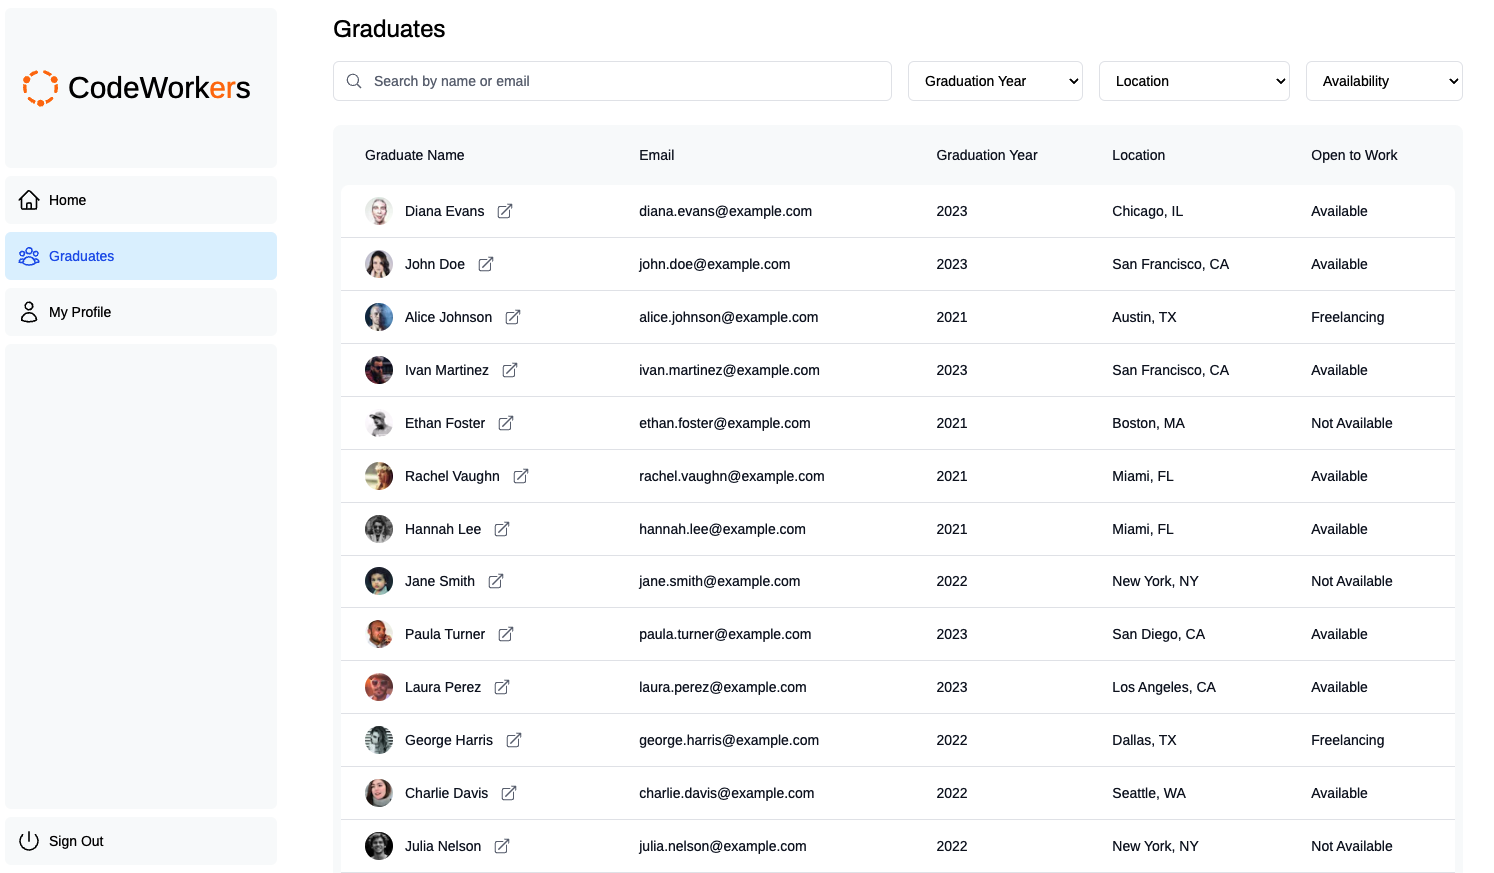 CodeWorkers
Home
Graduates
My Profile
Sign Out
Graduates
Search by name or email
Graduation Year
Location
Availability
Graduate Name Email Graduation Year Location Open to Work
Diana Evans diana.evans@example.com 2023 Chicago, IL Available
John Doe john.doe@example.com 2023 San Francisco, CA Available
Alice Johnson alice.johnson@example.com 2021 Austin, TX Freelancing
Ivan Martinez ivan.martinez@example.com 2023 San Francisco, CA Available
Ethan Foster ethan.foster@example.com 2021 Boston, MA Not Available
Rachel Vaughn rachel.vaughn@example.com 2021 Miami, FL Available
Hannah Lee hannah.lee@example.com 2021 Miami, FL Available
Jane Smith jane.smith@example.com 2022 New York, NY Not Available
Paula Turner paula.turner@example.com 2023 San Diego, CA Available
Laura Perez laura.perez@example.com 2023 Los Angeles, CA Available
George Harris george.harris@example.com 2022 Dallas, TX Freelancing
Charlie Davis charlie.davis@example.com 2022 Seattle, WA Available
Julia Nelson julia.nelson@example.com 2022 New York, NY Not Available